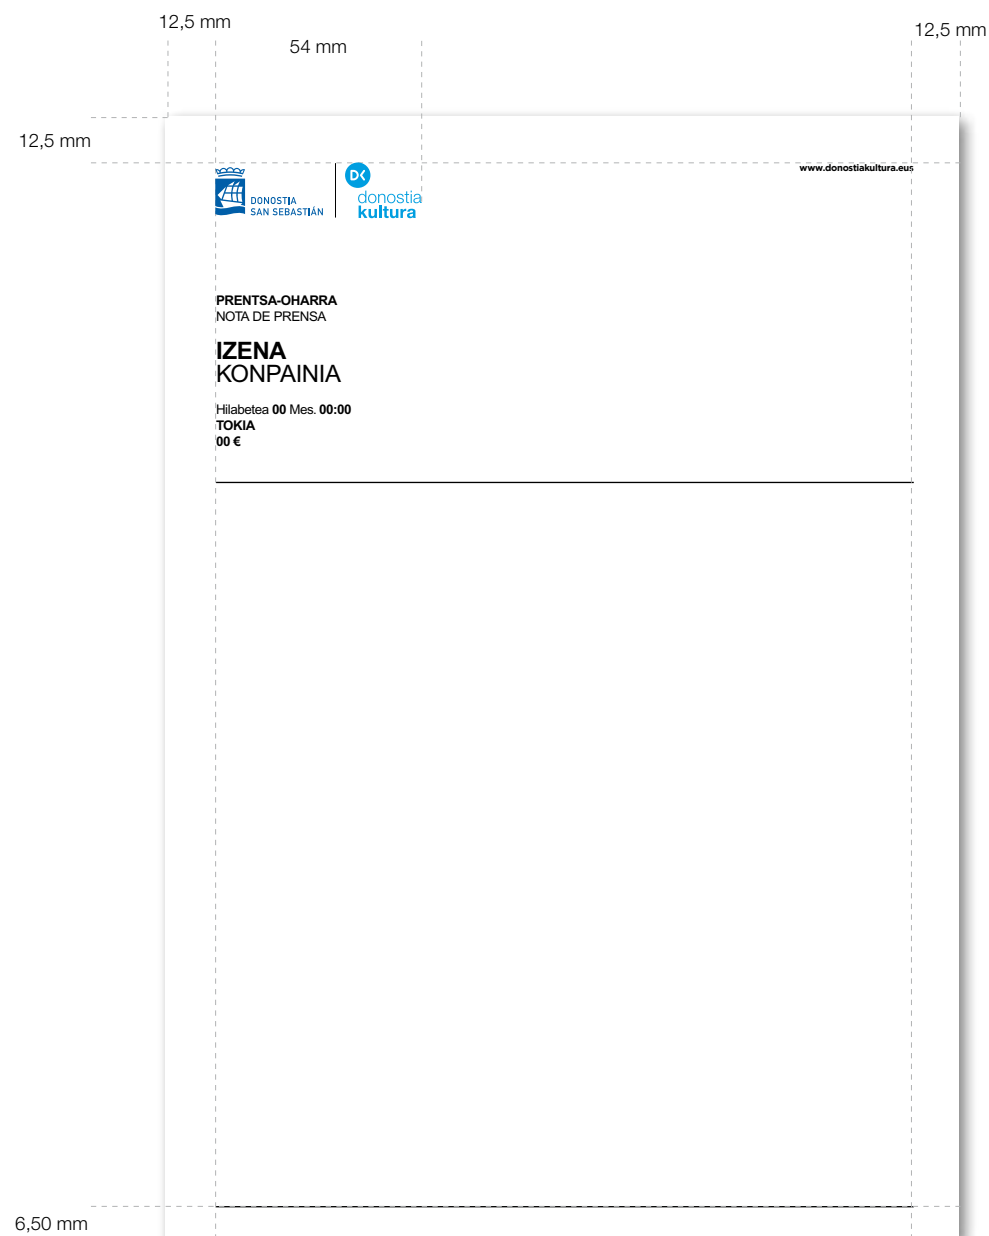 12,5 mm
12,5 mm
54 mm
12,5 mm
www.donostiakultura.eus
DONOSTIA
SAN SEBASTIÁN
DK
donostia
kultura
PRENTSA-OHARRA
NOTA DE PRENSA
IZENA
KONPAINIA
Hilabetea 00 Mes. 00:00
TOKIA
00 €
6,50 mm